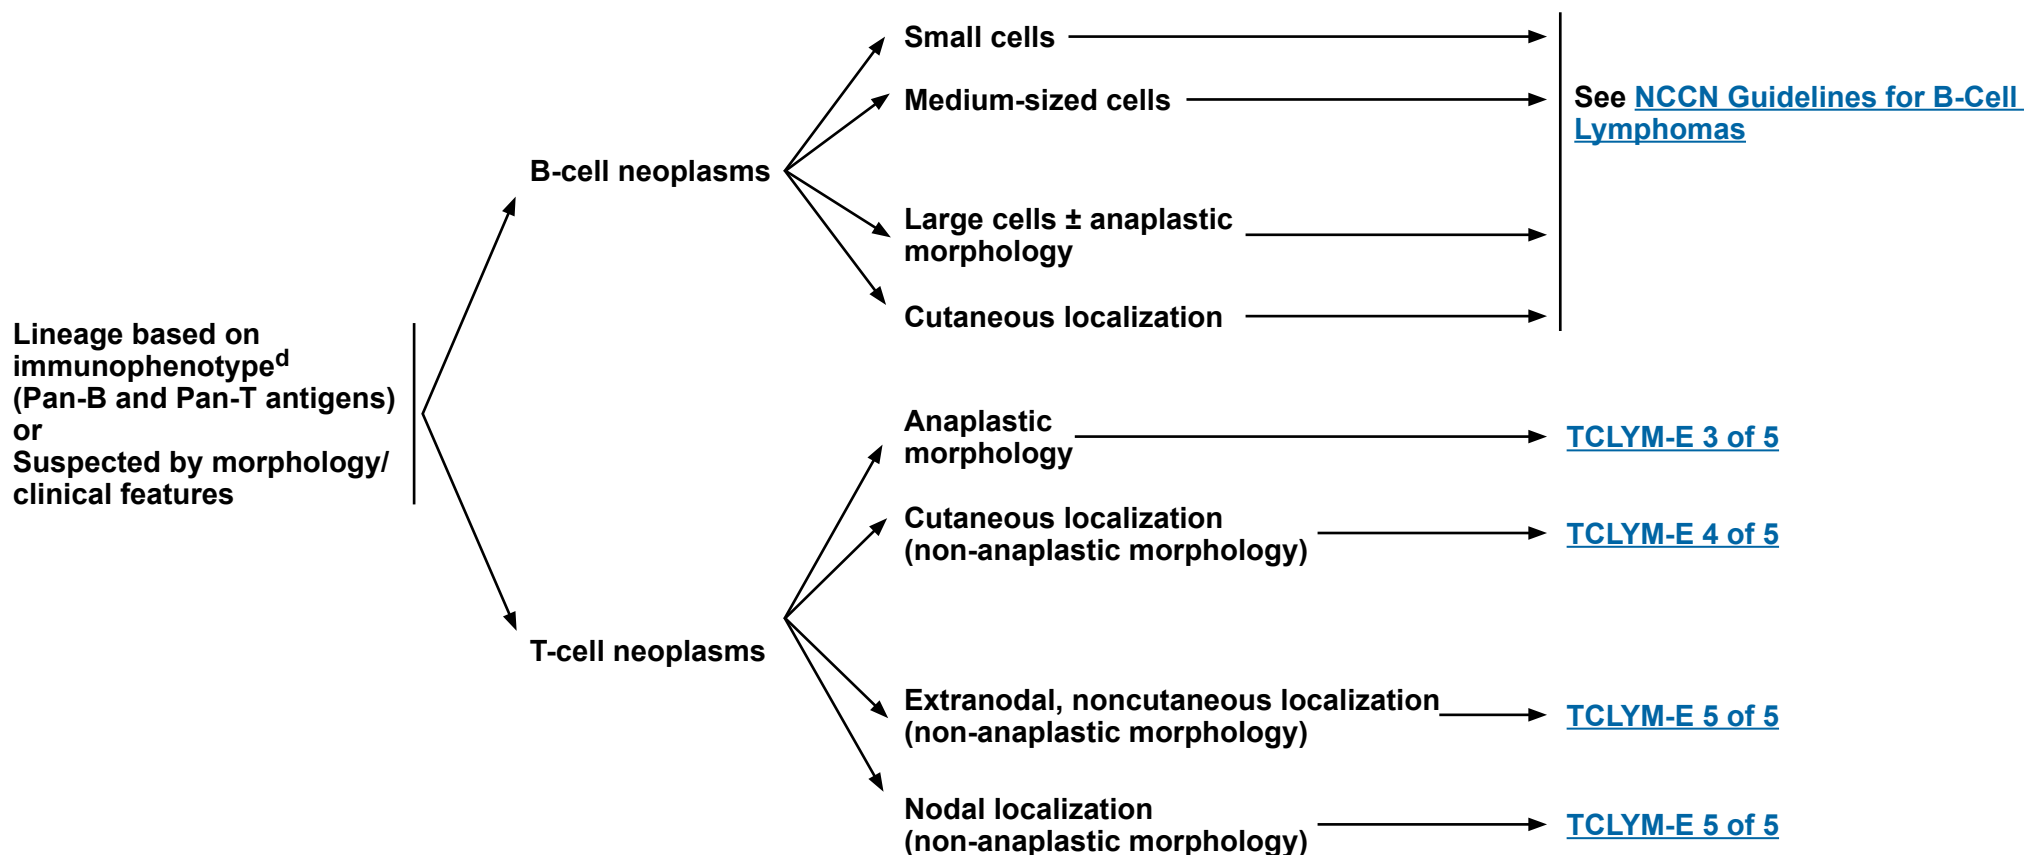 Small cells
Medium-sized cells
See NCCN Guidelines for B-Cell
Lymphomas
B-cell neoplasms
Large cells ± anaplastic
morphology
Cutaneous localization
Lineage based on
immunophenotypeᵈ
(Pan-B and Pan-T antigens)
or
Suspected by morphology/
clinical features
Anaplastic
morphology
TCLYM-E 3 of 5
Cutaneous localization
(non-anaplastic morphology)
TCLYM-E 4 of 5
T-cell neoplasms
Extranodal, noncutaneous localization
(non-anaplastic morphology)
TCLYM-E 5 of 5
Nodal localization
(non-anaplastic morphology)
TCLYM-E 5 of 5